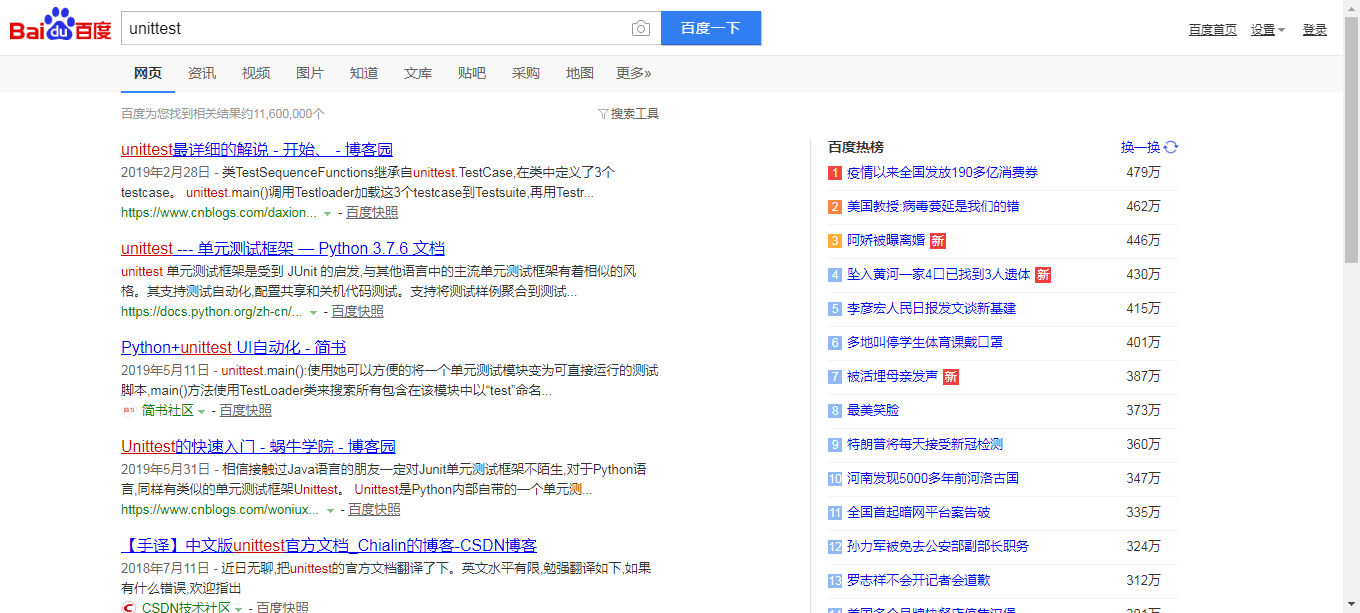 Bai du 百度
unittest
百度一下
百度首页 设置 登录
网页 资讯 视频 图片 知道 文库 贴吧 采购 地图 更多»
百度为您找到相关结果约11,600,000个
搜索工具
unittest最详细的解说 - 开始、 - 博客园
2019年2月28日 - 类TestSequenceFunctions继承自unittest.TestCase,在类中定义了3个
testcase。 unittest.main()调用Testloader加载这3个testcase到Testsuite,再用Testr...
https://www.cnblogs.com/daxion... - 百度快照
unittest --- 单元测试框架 — Python 3.7.6 文档
unittest 单元测试框架是受到 JUnit 的启发,与其他语言中的主流单元测试框架有着相似的风
格。其支持测试自动化,配置共享和关机代码测试。支持将测试样例聚合到测试...
https://docs.python.org/zh-cn/... - 百度快照
Python+unittest UI自动化 - 简书
2019年5月11日 - unittest.main():使用她可以方便的将一个单元测试模块变为可直接运行的测试
脚本,main()方法使用TestLoader类来搜索所有包含在该模块中以“test”命名...
简书社区 - 百度快照
Unittest的快速入门 - 蜗牛学院 - 博客园
2019年5月31日 - 相信接触过Java语言的朋友一定对Junit单元测试框架不陌生,对于Python语
言,同样有类似的单元测试框架Unittest。 Unittest是Python内部自带的一个单元测...
https://www.cnblogs.com/woniux... - 百度快照
【手译】中文版unittest官方文档_Chialin的博客-CSDN博客
2018年7月11日 - 近日无聊,把unittest的官方文档翻译了下。英文水平有限,勉强翻译如下,如果
有什么错误,欢迎指出
CSDN技术社区 - 百度快照
百度热榜 换一换
1 疫情以来全国发放190多亿消费券 479万
2 美国教授:病毒蔓延是我们的错 462万
3 阿娇被曝离婚 新 446万
4 坠入黄河一家4口已找到3人遗体 新 430万
5 李彦宏人民日报发文谈新基建 415万
6 多地叫停学生体育课戴口罩 401万
7 被活埋母亲发声 新 387万
8 最美笑脸 373万
9 特朗普将每天接受新冠检测 360万
10 河南发现5000多年前河洛古国 347万
11 全国首起暗网平台案告破 335万
12 孙力军被免去公安部副部长职务 324万
13 罗志祥不会开记者会道歉 312万